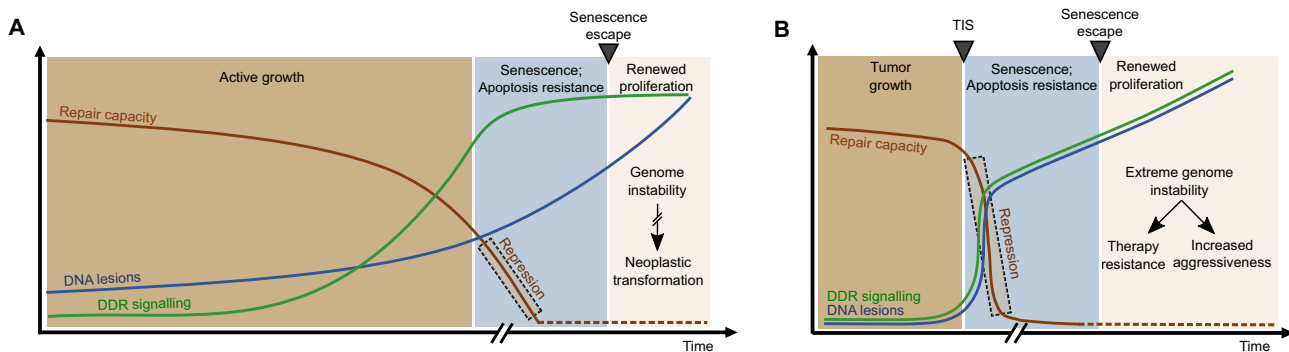 A
Senescence
escape
Active growth
Senescence;
Apoptosis resistance
Renewed
proliferation
Repair capacity
Repression
Genome
instability
Neoplastic
transformation
DNA lesions
DDR signalling
Time
B
TIS
Senescence
escape
Tumor
growth
Senescence;
Apoptosis resistance
Renewed
proliferation
Repair capacity
Repression
Extreme genome
instability
Therapy
resistance
Increased
aggressiveness
DDR signalling
DNA lesions
Time